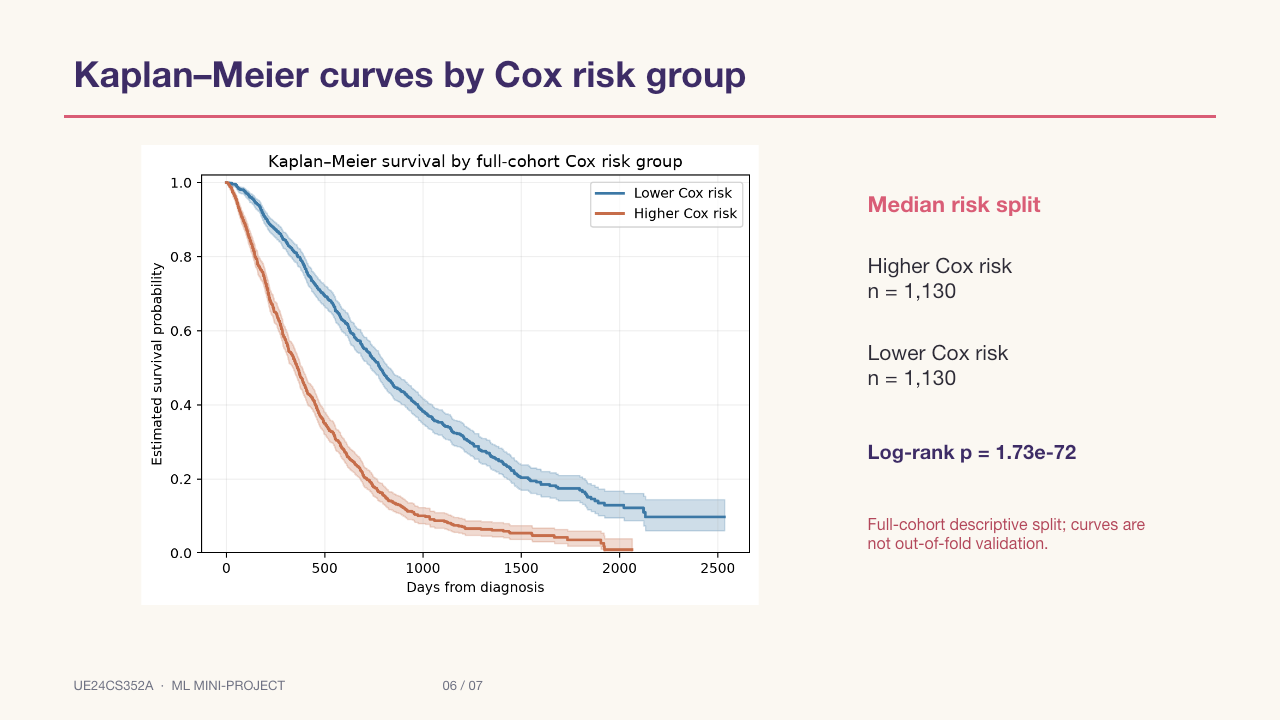 Kaplan–Meier curves by Cox risk group
Kaplan–Meier survival by full-cohort Cox risk group
Lower Cox risk
Higher Cox risk
Estimated survival probability
1.0
0.8
0.6
0.4
0.2
0.0
0
500
1000
1500
2000
2500
Days from diagnosis
Median risk split
Higher Cox risk
n = 1,130
Lower Cox risk
n = 1,130
Log-rank p = 1.73e-72
Full-cohort descriptive split; curves are
not out-of-fold validation.
UE24CS352A · ML MINI-PROJECT
06 / 07